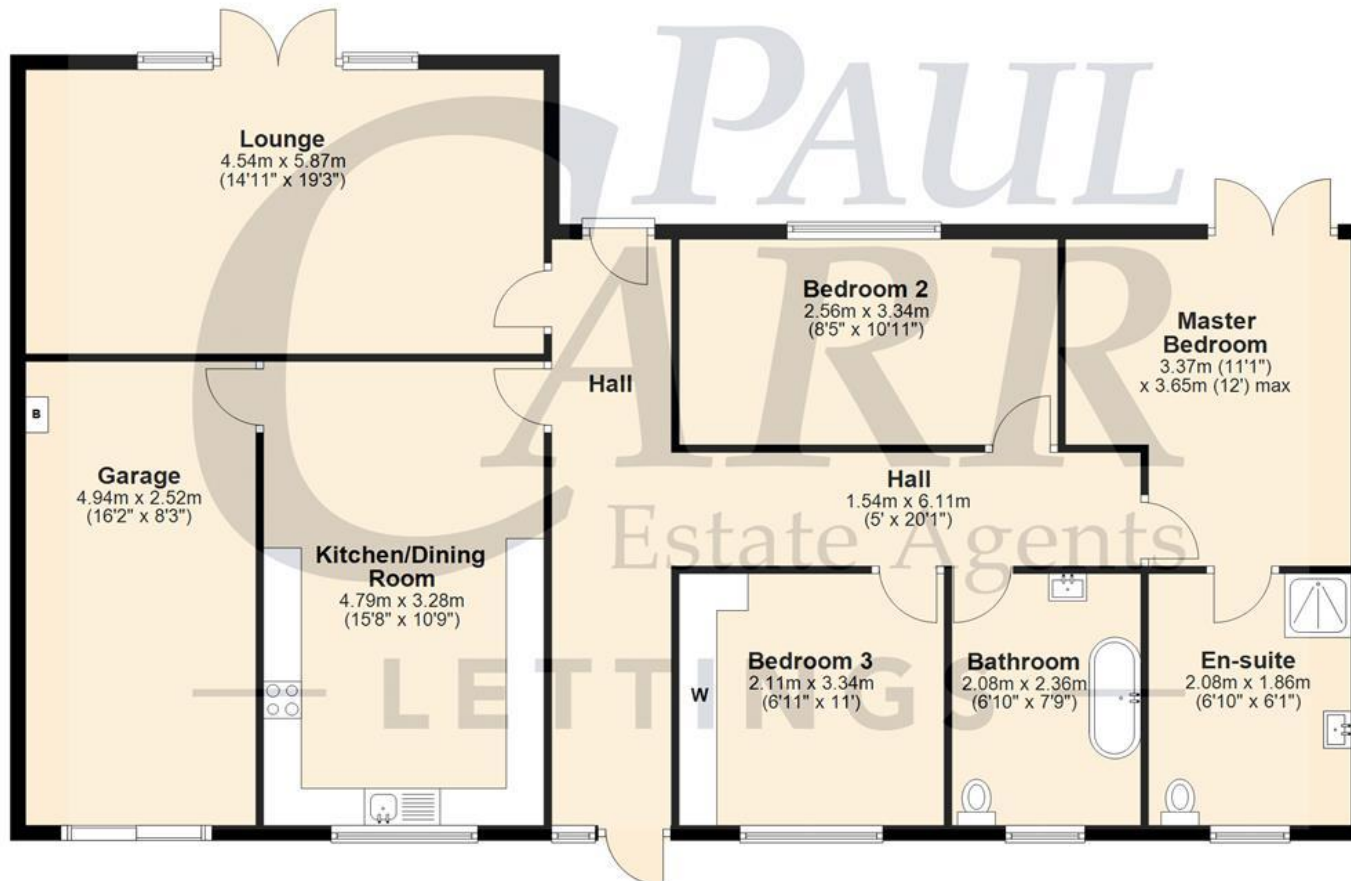 PAUL
CARR
Estate Agents
LETTINGS
Lounge
4.54m x 5.87m
(14'11" x 19'3")
Bedroom 2
2.56m x 3.34m
(8'5" x 10'11")
Master
Bedroom
3.37m (11'1")
x 3.65m (12') max
Hall
B
Garage
4.94m x 2.52m
(16'2" x 8'3")
Hall
1.54m x 6.11m
(5' x 20'1")
Kitchen/Dining
Room
4.79m x 3.28m
(15'8" x 10'9")
W
Bedroom 3
2.11m x 3.34m
(6'11" x 11')
Bathroom
2.08m x 2.36m
(6'10" x 7'9")
En-suite
2.08m x 1.86m
(6'10" x 6'1")